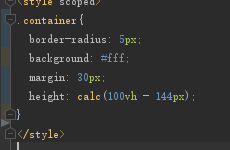 <style scoped>
.container{
border-radius: 5px;
background: #fff;
margin: 30px;
height: calc(100vh - 144px);
}
</style>